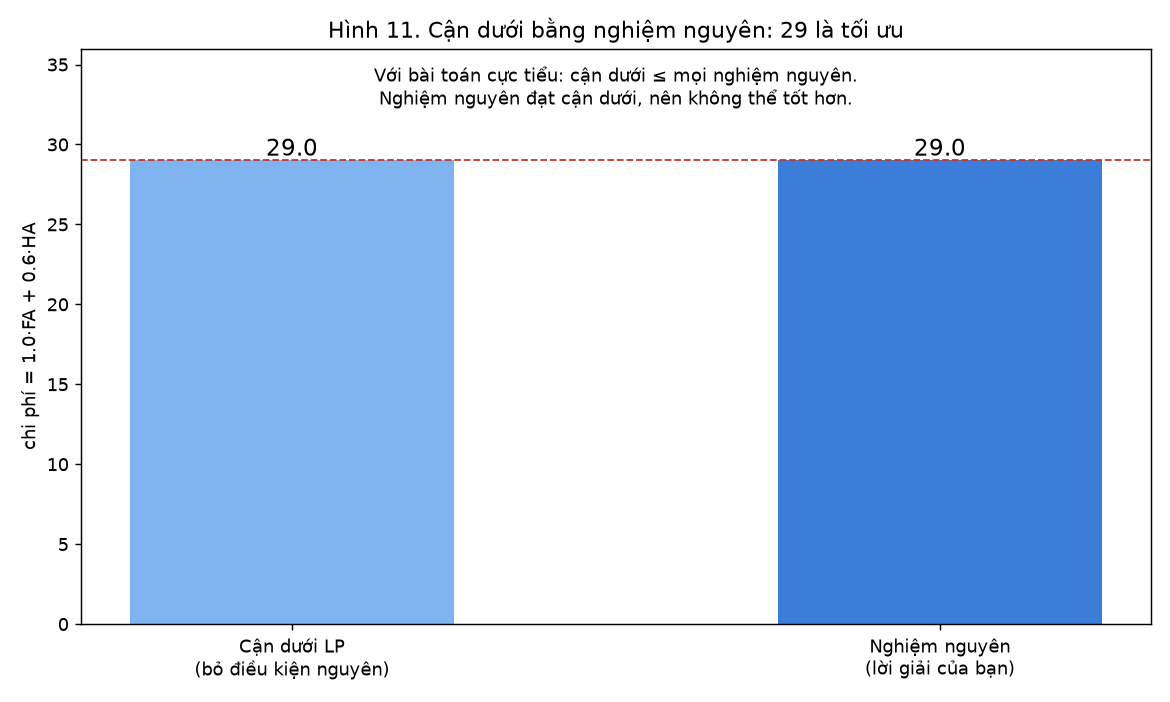 Hình 11. Cận dưới bằng nghiệm nguyên: 29 là tối ưu
Với bài toán cực tiểu: cận dưới ≤ mọi nghiệm nguyên.
Nghiệm nguyên đạt cận dưới, nên không thể tốt hơn.
chi phí = 1.0·FA + 0.6·HA
35
30
25
20
15
10
5
0
29.0
29.0
Cận dưới LP
(bỏ điều kiện nguyên)
Nghiệm nguyên
(lời giải của bạn)